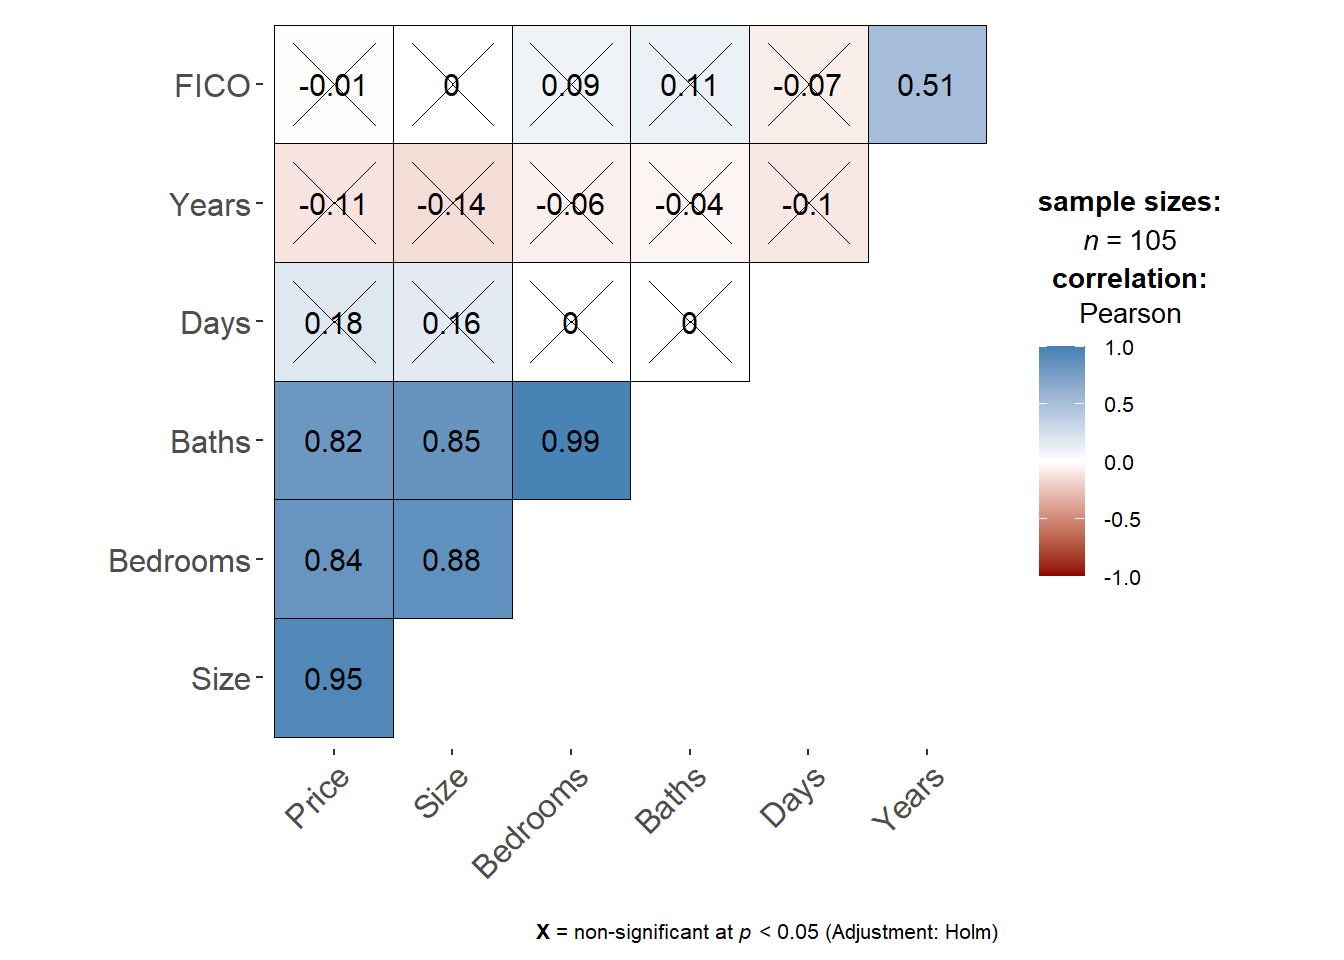 FICO -0.01 0 0.09 0.11 -0.07 0.51
Years -0.11 -0.14 -0.06 -0.04 -0.1
Days 0.18 0.16 0 0
Baths 0.82 0.85 0.99
Bedrooms 0.84 0.88
Size 0.95
Price Size Bedrooms Baths Days Years
sample sizes:
n = 105
correlation:
Pearson
1.0
0.5
0.0
-0.5
-1.0
X = non-significant at p < 0.05 (Adjustment: Holm)